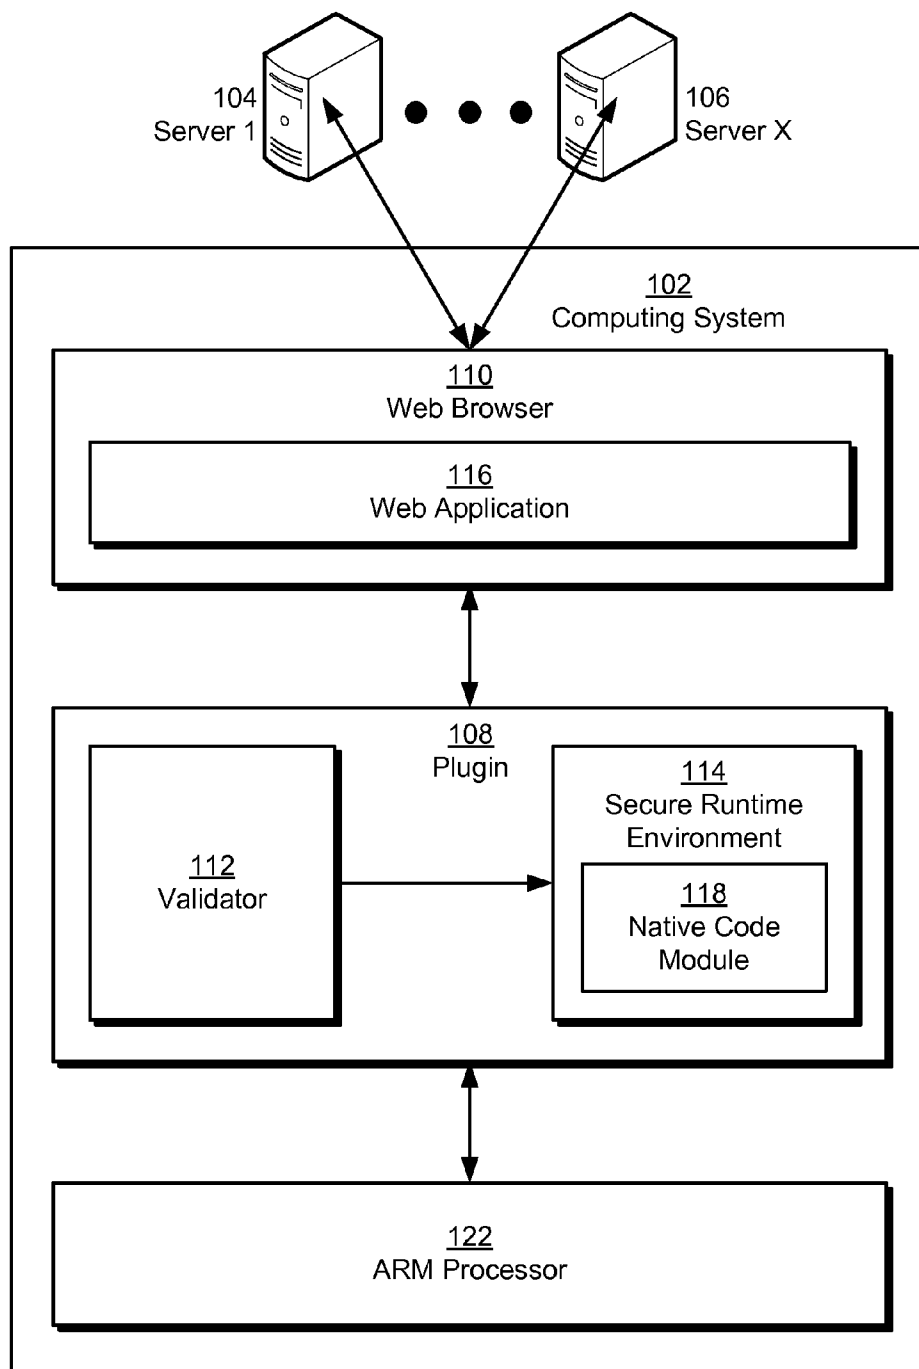 104
Server 1
106
Server X
102
Computing System
110
Web Browser
116
Web Application
108
Plugin
112
Validator
114
Secure Runtime
Environment
118
Native Code
Module
122
ARM Processor